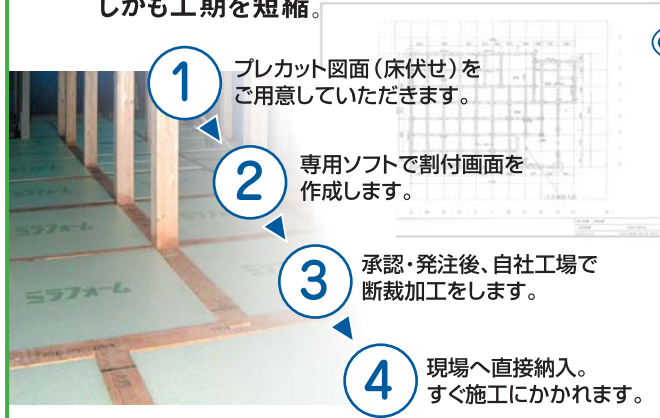 しかも工期を短縮。
1
プレカット図面（床伏せ）を
ご用意していただきます。
2
専用ソフトで割付画面を
作成します。
3
承認・発注後、自社工場で
断裁加工をします。
4
現場へ直接納入。
すぐ施工にかかれます。
ミラフォーム
ミラフォーム